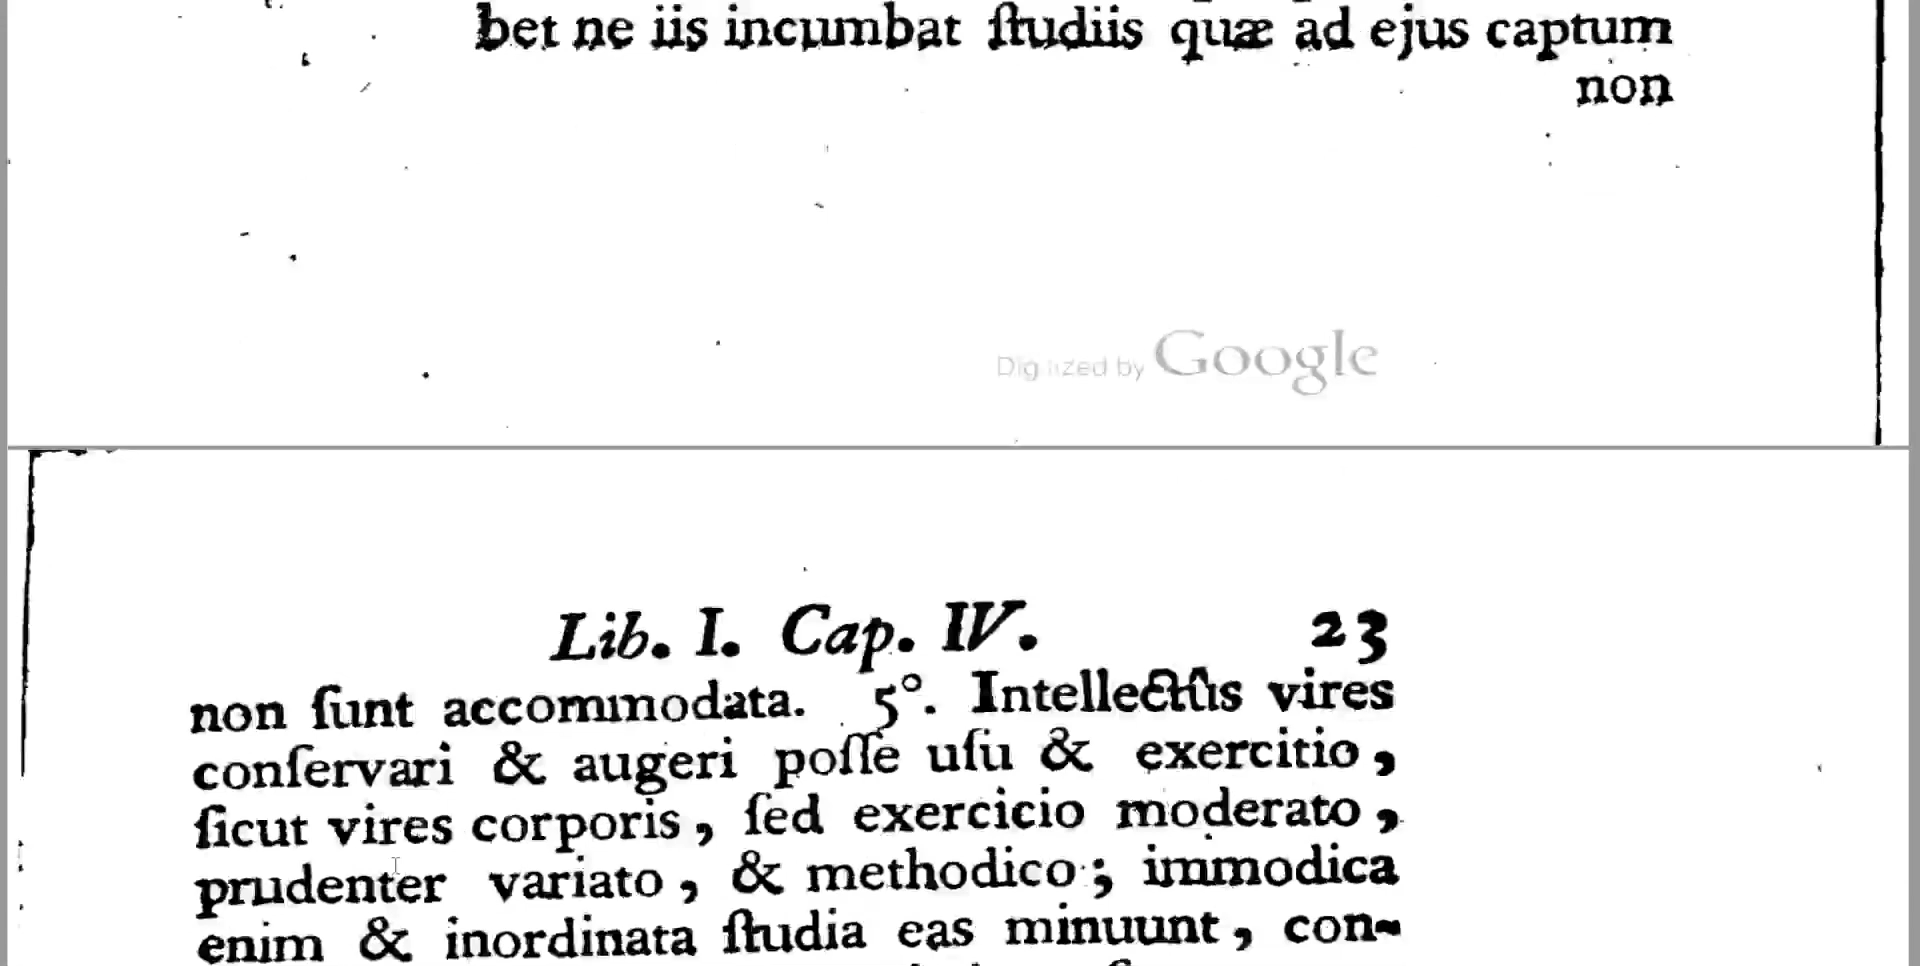 bet ne iis incumbat ſtudiis quæ ad ejus captum
non
Digitized by Google
Lib. I. Cap. IV. 23
non ſunt accommodata. 5°. Intellectûs vires
conſervari & augeri poſſe uſu & exercitio,
ſicut vires corporis, ſed exercicio moderato,
prudenter variato, & methodico; immodica
enim & inordinata ſtudia eas minuunt, con-